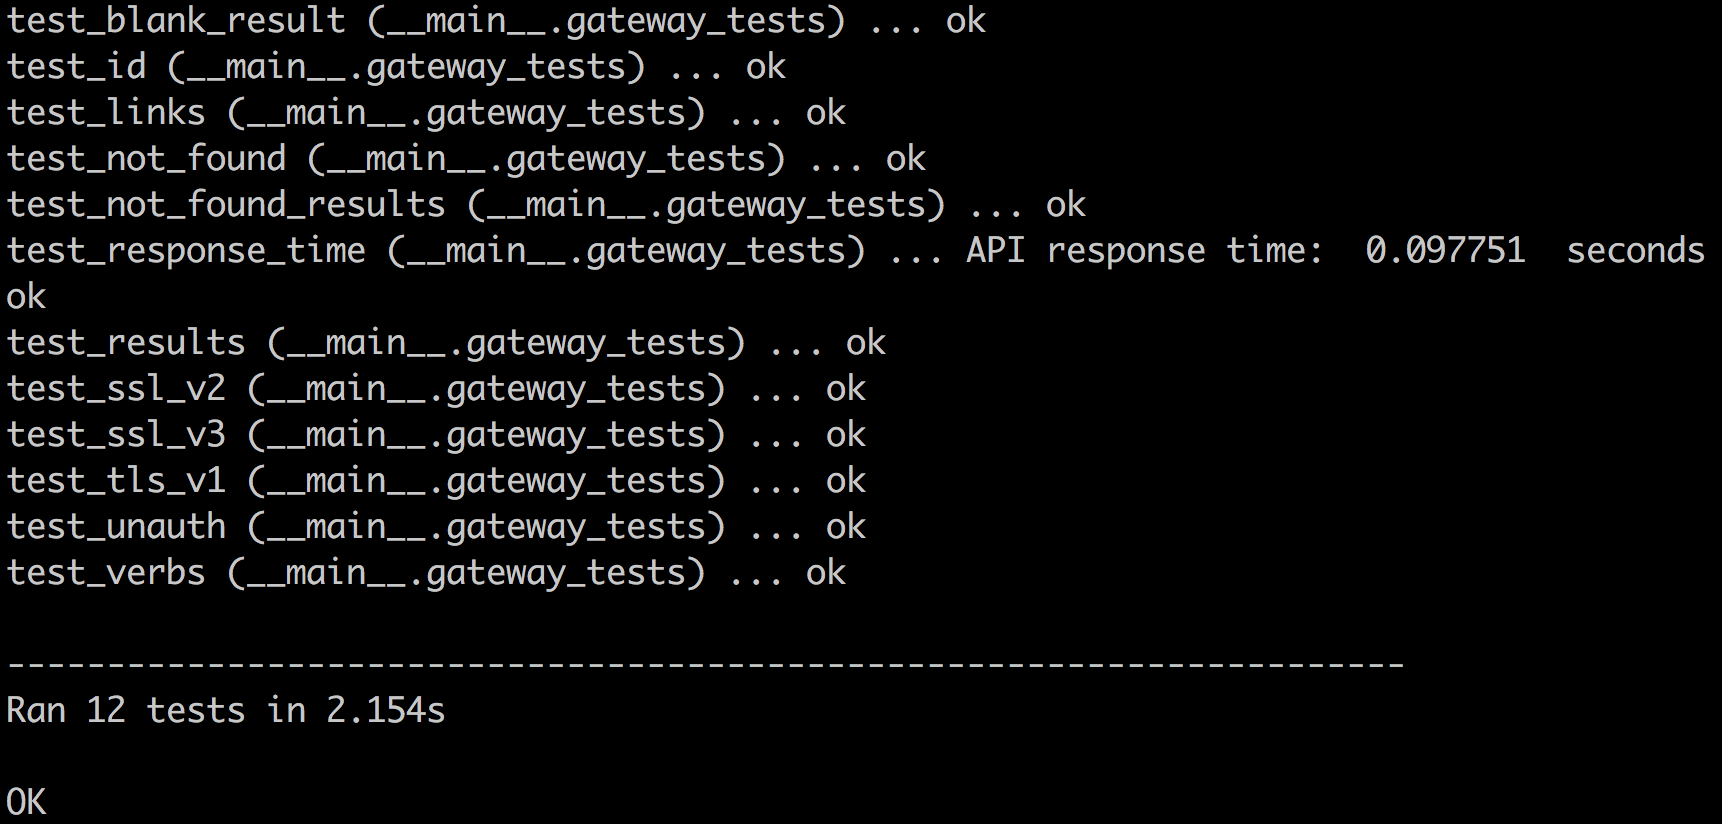 test_blank_result (__main__.gateway_tests) ... ok
test_id (__main__.gateway_tests) ... ok
test_links (__main__.gateway_tests) ... ok
test_not_found (__main__.gateway_tests) ... ok
test_not_found_results (__main__.gateway_tests) ... ok
test_response_time (__main__.gateway_tests) ... API response time:  0.097751  seconds
ok
test_results (__main__.gateway_tests) ... ok
test_ssl_v2 (__main__.gateway_tests) ... ok
test_ssl_v3 (__main__.gateway_tests) ... ok
test_tls_v1 (__main__.gateway_tests) ... ok
test_unauth (__main__.gateway_tests) ... ok
test_verbs (__main__.gateway_tests) ... ok

----------------------------------------------------------------------
Ran 12 tests in 2.154s

OK